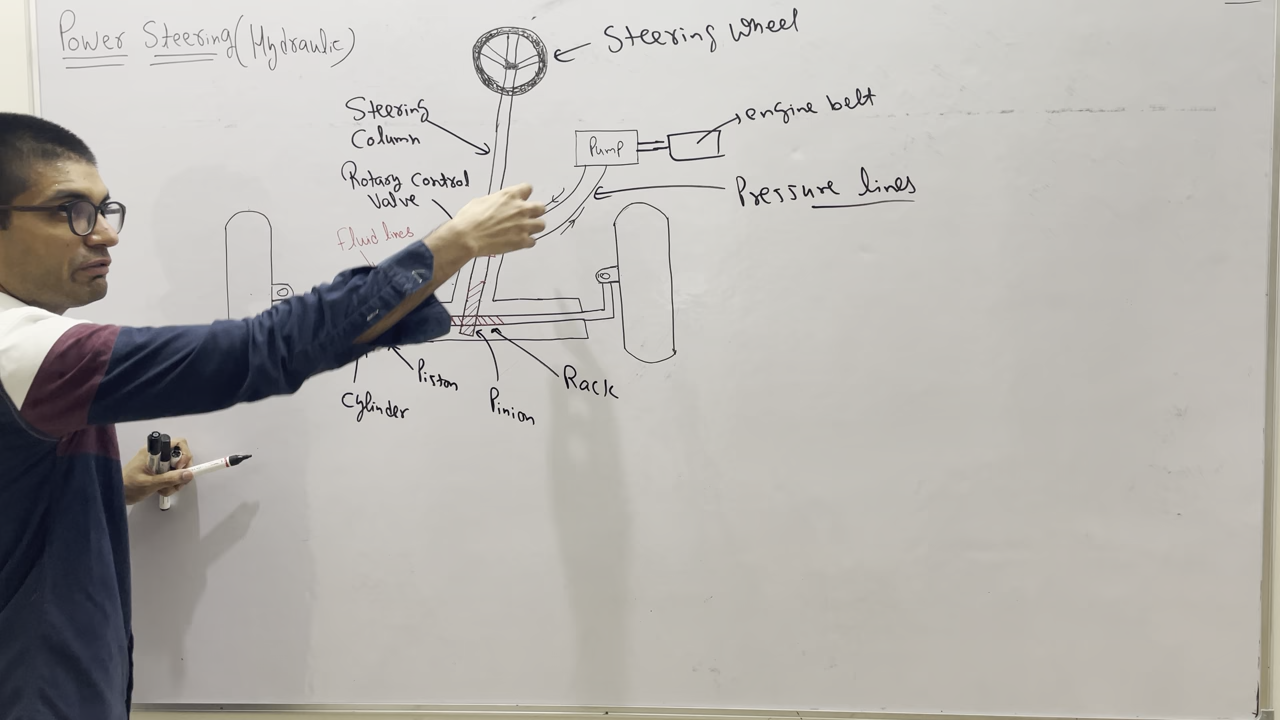 Power Steering (Hydraulic)
Steering Wheel
Steering
Column
engine belt
Pump
Rotary Control
Valve
Pressure lines
Fluid lines
Piston
Rack
Cylinder
Pinion